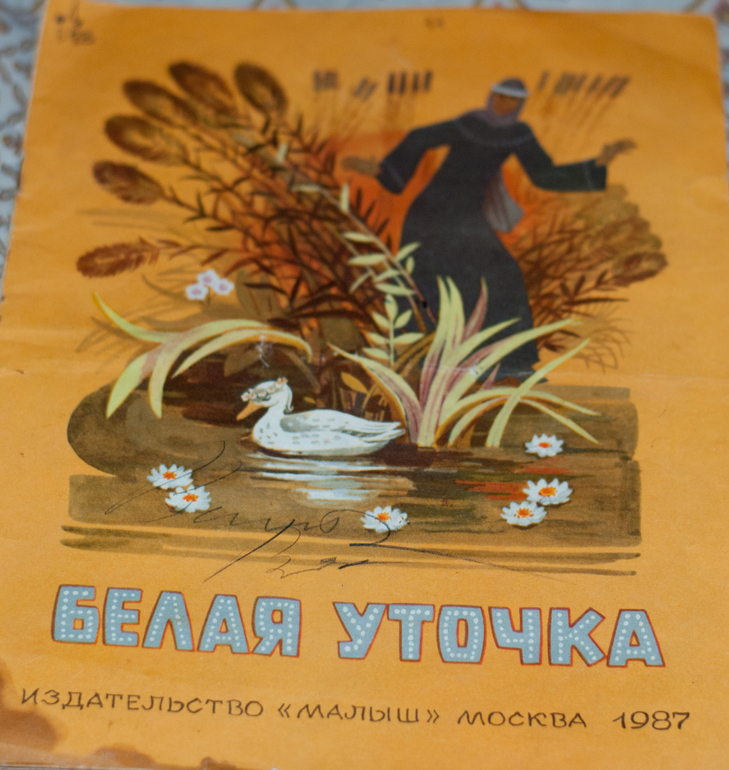 БЕЛАЯ УТОЧКА
ИЗДАТЕЛЬСТВО «МАЛЫШ» МОСКВА 1987